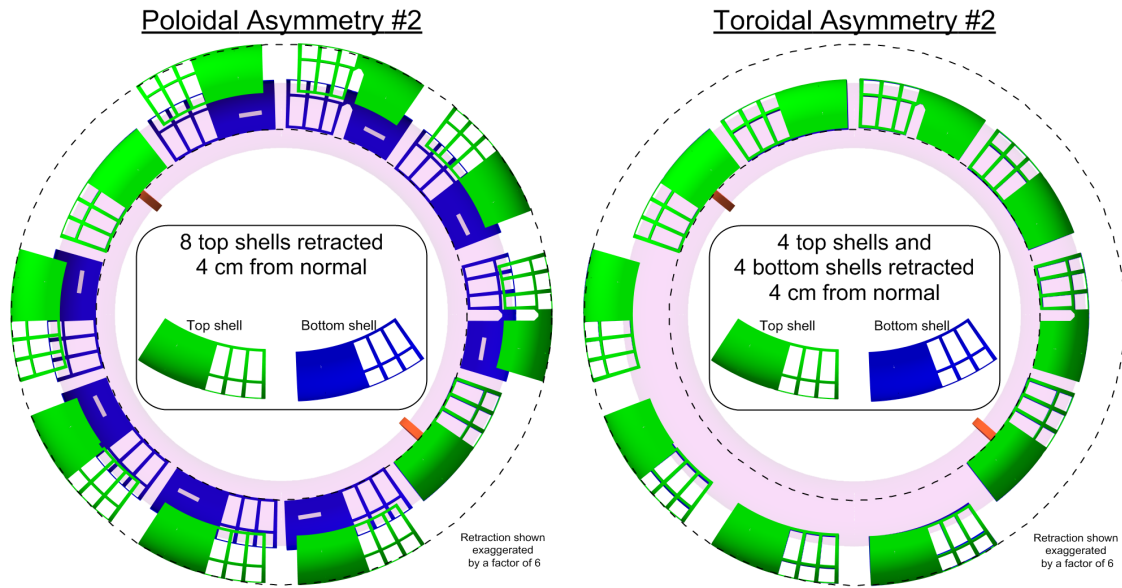 Poloidal Asymmetry #2
8 top shells retracted
4 cm from normal
Top shell
Bottom shell
Retraction shown
exaggerated
by a factor of 6
Toroidal Asymmetry #2
4 top shells and
4 bottom shells retracted
4 cm from normal
Top shell
Bottom shell
Retraction shown
exaggerated
by a factor of 6